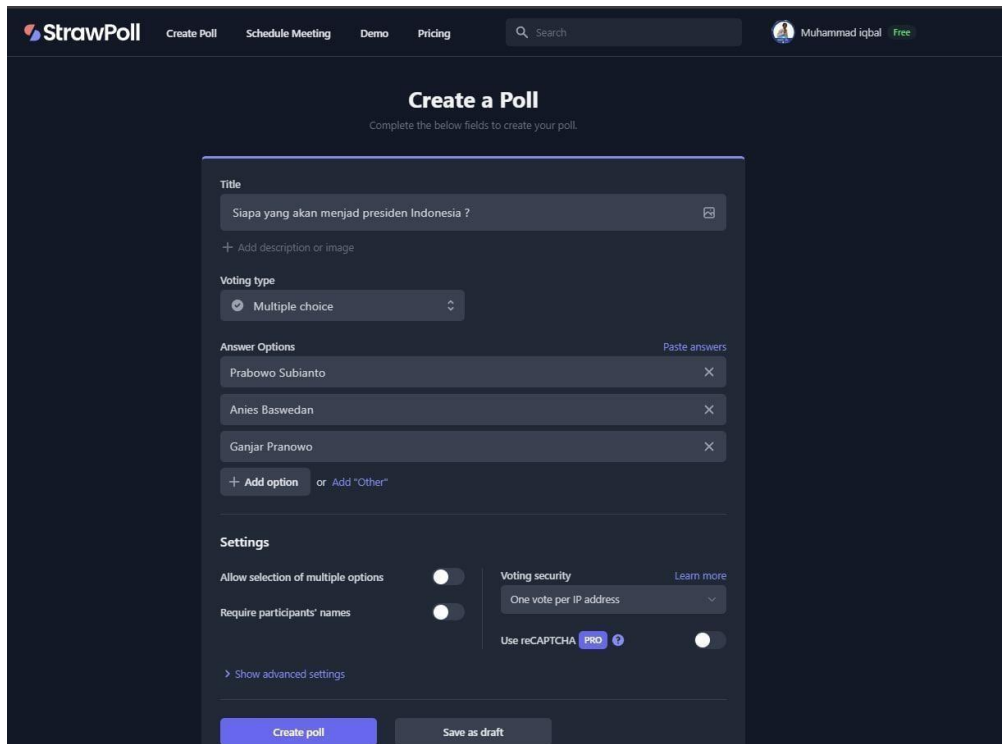 StrawPoll Create Poll Schedule Meeting Demo Pricing Search Muhammad iqbal Free
Create a Poll
Complete the below fields to create your poll.
Title
Siapa yang akan menjad presiden Indonesia ?
+ Add description or image
Voting type
Multiple choice
Answer Options Paste answers
Prabowo Subianto
Anies Baswedan
Ganjar Pranowo
+ Add option or Add "Other"
Settings
Allow selection of multiple options
Require participants' names
Voting security Learn more
One vote per IP address
Use reCAPTCHA PRO ?
> Show advanced settings
Create poll Save as draft